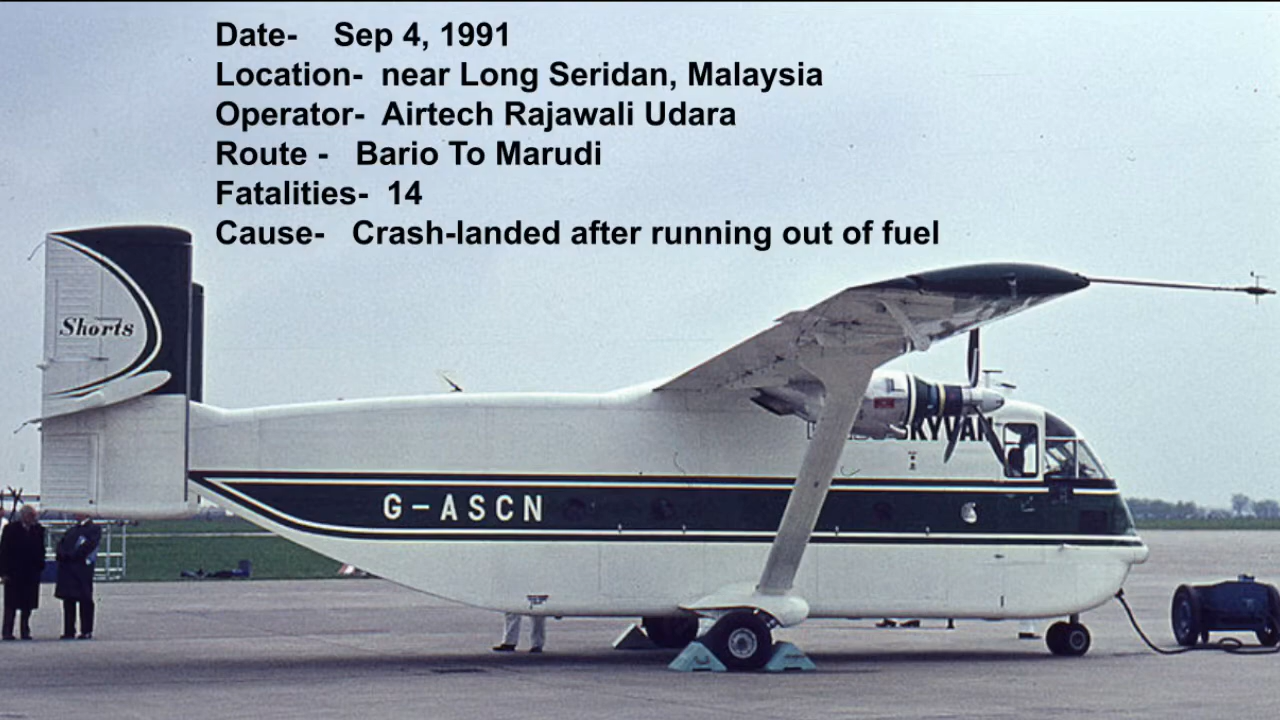 Date- Sep 4, 1991
Location- near Long Seridan, Malaysia
Operator- Airtech Rajawali Udara
Route - Bario To Marudi
Fatalities- 14
Cause- Crash-landed after running out of fuel
Shorts
SKYVAN
G-ASCN